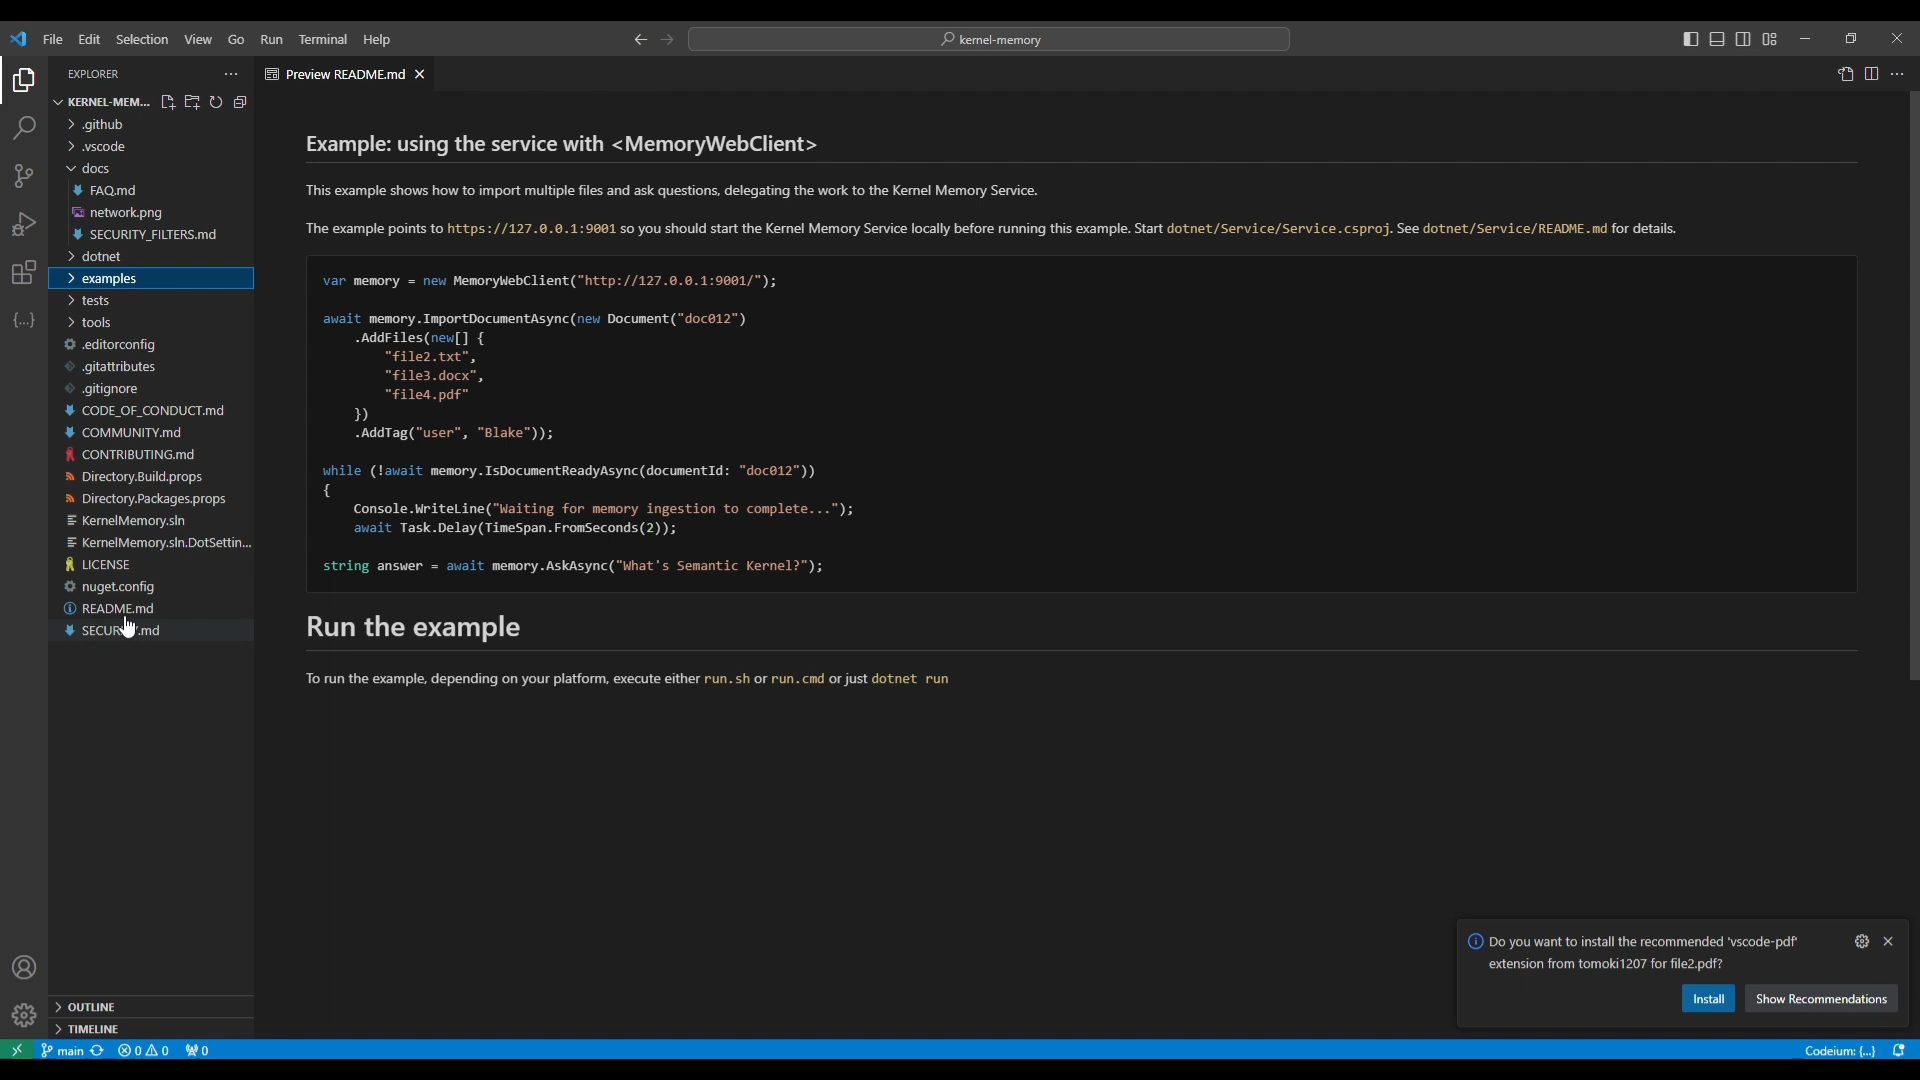 File Edit Selection View Go Run Terminal Help
kernel-memory
EXPLORER
Preview README.md
KERNEL-MEM...
.github
.vscode
docs
FAQ.md
network.png
SECURITY_FILTERS.md
dotnet
examples
tests
tools
.editorconfig
.gitattributes
.gitignore
CODE_OF_CONDUCT.md
COMMUNITY.md
CONTRIBUTING.md
Directory.Build.props
Directory.Packages.props
KernelMemory.sln
KernelMemory.sln.DotSettin...
LICENSE
nuget.config
README.md
.md
OUTLINE
TIMELINE
Example: using the service with <MemoryWebClient>
This example shows how to import multiple files and ask questions, delegating the work to the Kernel Memory Service.
The example points to https://127.0.0.1:9001 so you should start the Kernel Memory Service locally before running this example. Start dotnet/Service/Service.csproj. See dotnet/Service/README.md for details.
var memory = new MemoryWebClient("http://127.0.0.1:9001/");
await memory.ImportDocumentAsync(new Document("doc012")
.AddFiles(new[] {
"file2.txt",
"file3.docx",
"file4.pdf"
})
.AddTag("user", "Blake"));
while (!await memory.IsDocumentReadyAsync(documentId: "doc012"))
{
Console.WriteLine("Waiting for memory ingestion to complete...");
await Task.Delay(TimeSpan.FromSeconds(2));
string answer = await memory.AskAsync("What's Semantic Kernel?");
Run the example
To run the example, depending on your platform, execute either run.sh or run.cmd or just dotnet run
Do you want to install the recommended 'vscode-pdf'
extension from tomoki1207 for file2.pdf?
Install Show Recommendations
main 0 0 0
Codeium: {...}